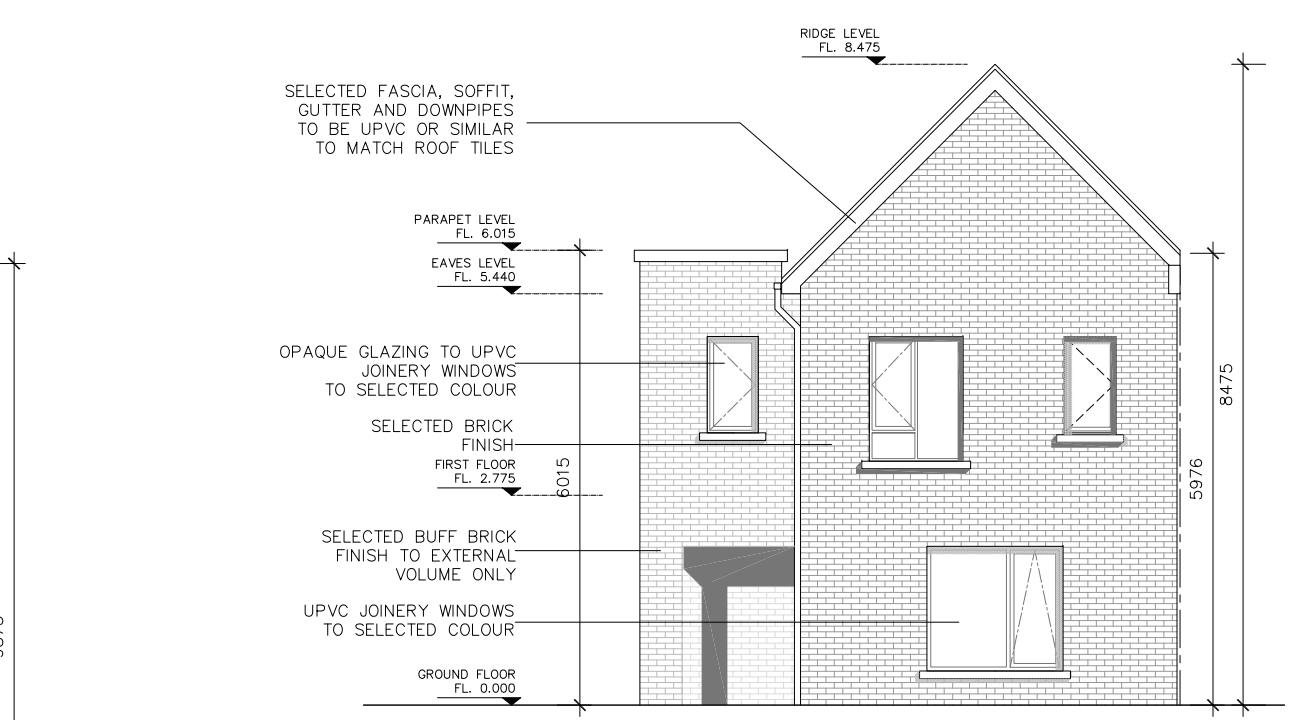 RIDGE LEVEL
FL. 8.475
SELECTED FASCIA, SOFFIT,
GUTTER AND DOWNPIPES
TO BE UPVC OR SIMILAR
TO MATCH ROOF TILES
PARAPET LEVEL
FL. 6.015
EAVES LEVEL
FL. 5.440
OPAQUE GLAZING TO UPVC
JOINERY WINDOWS
TO SELECTED COLOUR
SELECTED BRICK
FINISH
FIRST FLOOR
FL. 2.775
SELECTED BUFF BRICK
FINISH TO EXTERNAL
VOLUME ONLY
UPVC JOINERY WINDOWS
TO SELECTED COLOUR
GROUND FLOOR
FL. 0.000
6015
5976
8475